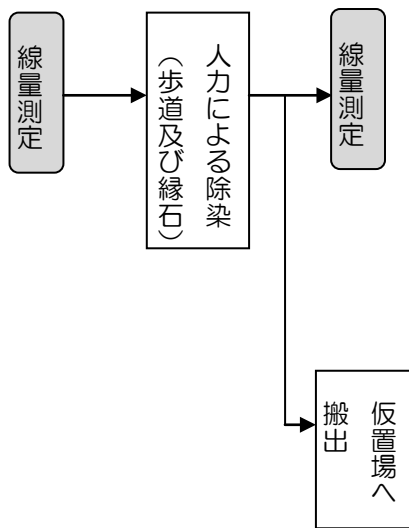 線量測定
人力による除染
（歩道及び縁石）
線量測定
仮置場へ
搬出